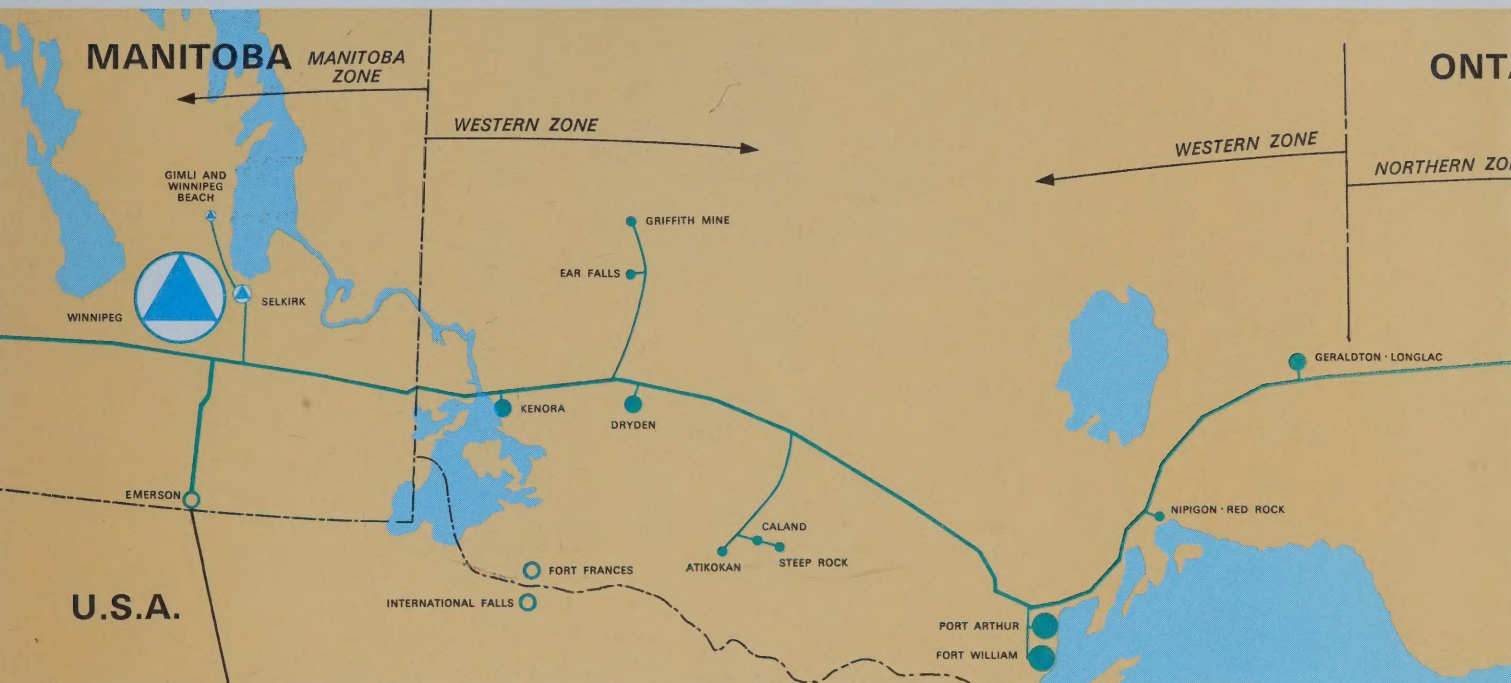 MANITOBA
MANITOBA
ZONE
ONTA
WESTERN ZONE
WESTERN ZONE
NORTHERN ZO
GIMLI AND
WINNIPEG
BEACH
GRIFFITH MINE
EAR FALLS
SELKIRK
WINNIPEG
GERALDTON · LONGLAC
KENORA
DRYDEN
EMERSON
NIPIGON · RED ROCK
CALAND
ATIKOKAN
STEEP ROCK
FORT FRANCES
INTERNATIONAL FALLS
U.S.A.
PORT ARTHUR
FORT WILLIAM